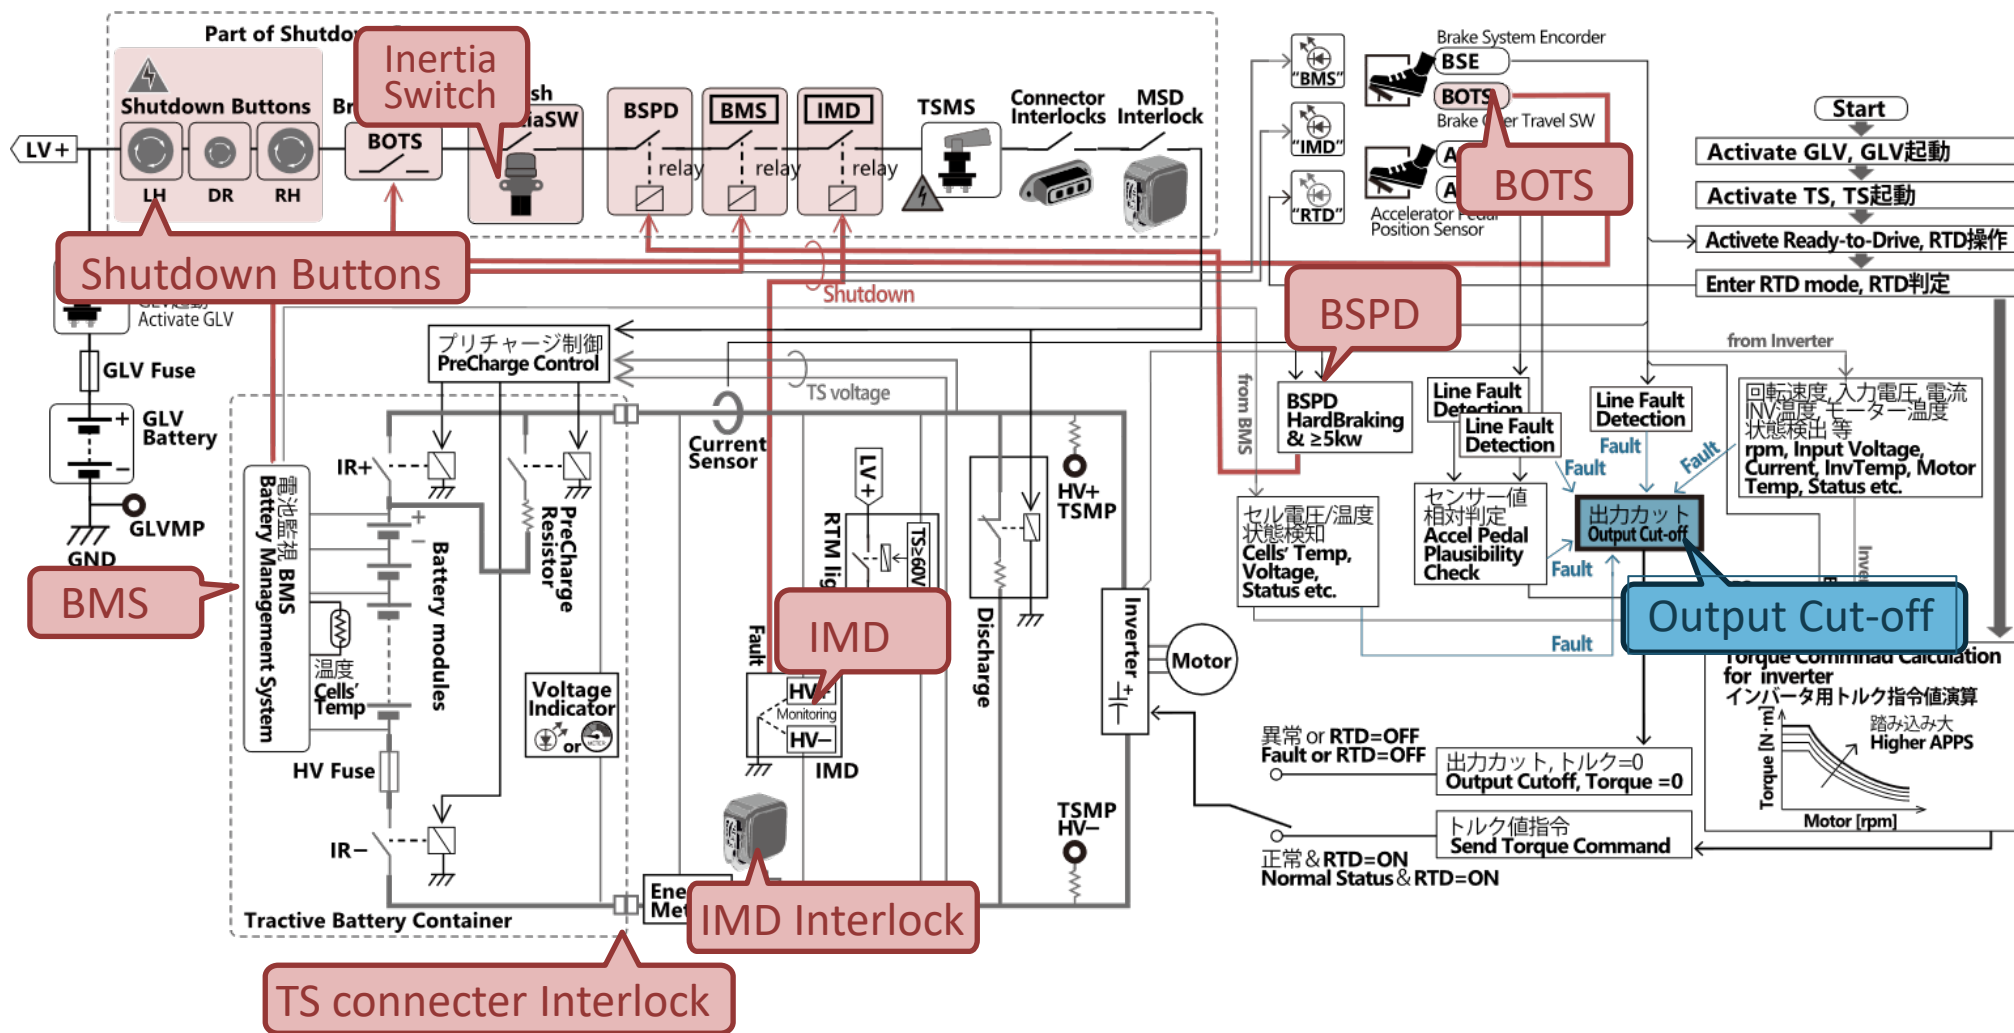 Part of Shutdo
Inertia
Switch
Shutdown Buttons
LH
DR
RH
BOTS
BSPD
relay
BMS
relay
IMD
relay
TSMS
Connector
Interlocks
MSD
Interlock
LV+
Shutdown Buttons
Activate GLV
GLV Fuse
GLV
Battery
GLVMP
GND
Shutdown
"BMS"
"IMD"
"RTD"
Brake System Encorder
BSE
BOTS
BOTS
Accelerator Pedal
Position Sensor
Start
Activate GLV, GLV起動
Activate TS, TS起動
Activete Ready-to-Drive, RTD操作
Enter RTD mode, RTD判定
プリチャージ制御
PreCharge Control
TS voltage
Current
Sensor
IR+
PreCharge
Resistor
電池監視 BMS
Battery Management System
BMS
Battery modules
温度
Cells'
Temp
HV Fuse
IR−
Tractive Battery Container
TS connecter Interlock
Voltage
Indicator
or
LV+
TS≥60V
Fault
IMD
HV+
Monitoring
HV−
IMD
IMD Interlock
Discharge
HV+
TSMP
TSMP
HV−
Inverter
Motor
BSPD
BSPD
HardBraking
& ≥5kw
from BMS
セル電圧/温度
状態検知
Cells' Temp,
Voltage,
Status etc.
Line Fault
Detection
Line Fault
Detection
Line Fault
Detection
センサー値
相対判定
Accel Pedal
Plausibility
Check
from Inverter
回転速度, 入力電圧, 電流
INV温度, モーター温度
状態検出 等
rpm, Input Voltage,
Current, InvTemp, Motor
Temp, Status etc.
Fault
Fault
Fault
Fault
Fault
出力カット
Output Cut-off
Output Cut-off
Torque Commnad Calculation
for inverter
インバータ用トルク指令値演算
Torque [N·m]
踏み込み大
Higher APPS
Motor [rpm]
異常 or RTD=OFF
Fault or RTD=OFF
出力カット, トルク=0
Output Cutoff, Torque =0
トルク値指令
Send Torque Command
正常 & RTD=ON
Normal Status & RTD=ON